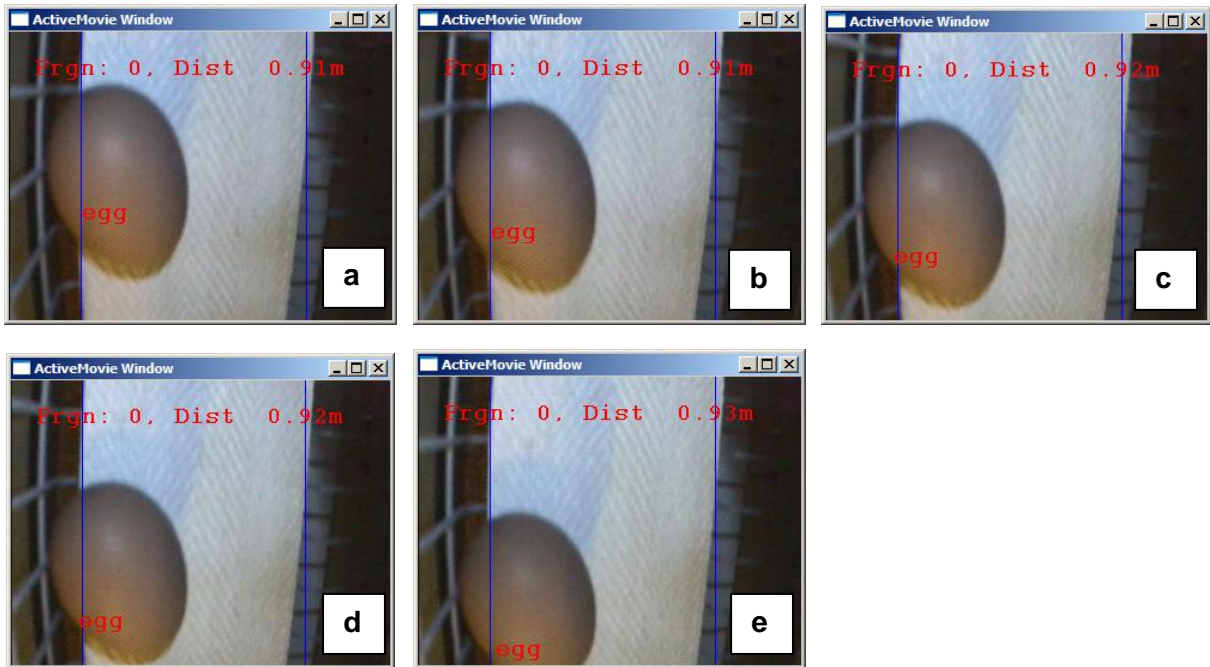 ActiveMovie Window
Frgn: 0, Dist 0.91m
egg
a
ActiveMovie Window
Frgn: 0, Dist 0.91m
egg
b
ActiveMovie Window
Frgn: 0, Dist 0.92m
egg
c
ActiveMovie Window
Frgn: 0, Dist 0.92m
egg
d
ActiveMovie Window
Frgn: 0, Dist 0.93m
egg
e